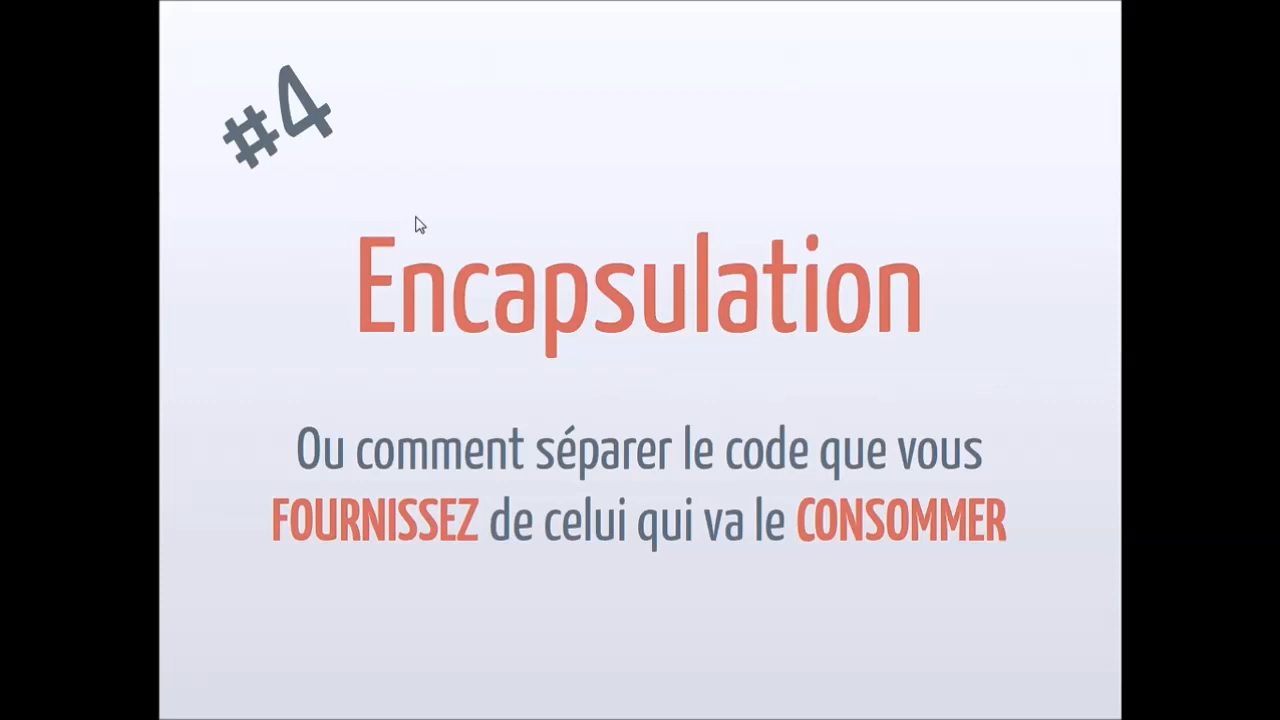 #4
Encapsulation
Ou comment séparer le code que vous
FOURNISSEZ de celui qui va le CONSOMMER